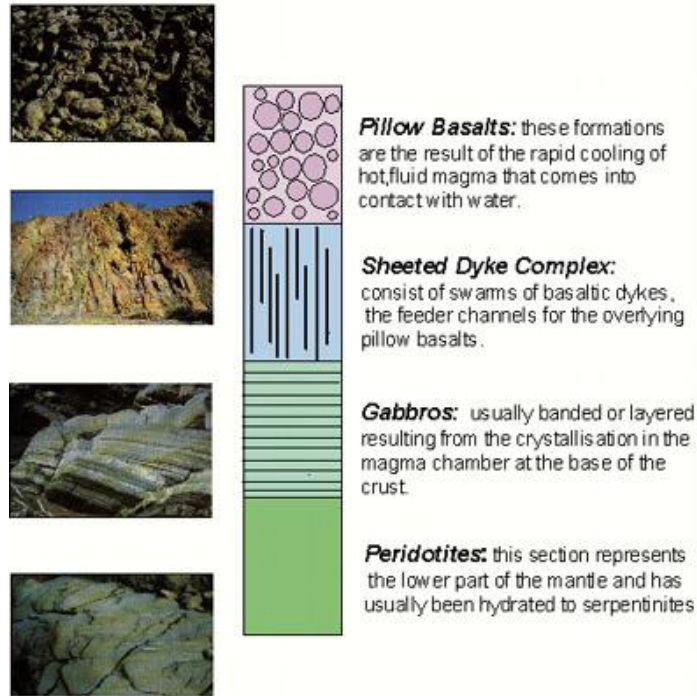 Pillow Basalts: these formations
are the result of the rapid cooling of
hot,fluid magma that comes into
contact with water.
Sheeted Dyke Complex:
consist of swarms of basaltic dykes,
the feeder channels for the overlying
pillow basalts.
Gabbros: usually banded or layered
resulting from the crystallisation in the
magma chamber at the base of the
crust.
Peridotites: this section represents
the lower part of the mantle and has
usually been hydrated to serpentinites